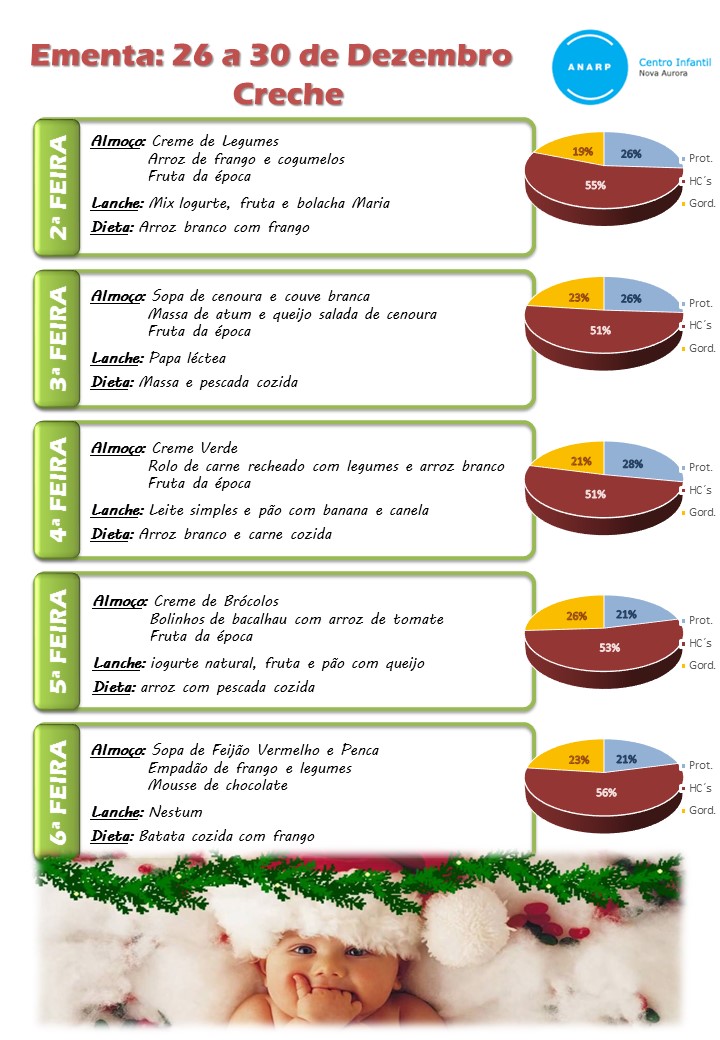 Ementa: 26 a 30 de Dezembro
Creche
ANARP
Centro Infantil
Nova Aurora
2ª FEIRA
Almoço: Creme de Legumes
Arroz de frango e cogumelos
Fruta da época
Lanche: Mix Iogurte, fruta e bolacha Maria
Dieta: Arroz branco com frango
19%
26%
55%
Prot.
HC´s
Gord.
3ª FEIRA
Almoço: Sopa de cenoura e couve branca
Massa de atum e queijo salada de cenoura
Fruta da época
Lanche: Papa léctea
Dieta: Massa e pescada cozida
23%
26%
51%
Prot.
HC´s
Gord.
4ª FEIRA
Almoço: Creme Verde
Rolo de carne recheado com legumes e arroz branco
Fruta da época
Lanche: Leite simples e pão com banana e canela
Dieta: Arroz branco e carne cozida
21%
28%
51%
Prot.
HC´s
Gord.
5ª FEIRA
Almoço: Creme de Brócolos
Bolinhos de bacalhau com arroz de tomate
Fruta da época
Lanche: iogurte natural, fruta e pão com queijo
Dieta: arroz com pescada cozida
26%
21%
53%
Prot.
HC´s
Gord.
6ª FEIRA
Almoço: Sopa de Feijão Vermelho e Penca
Empadão de frango e legumes
Mousse de chocolate
Lanche: Nestum
Dieta: Batata cozida com frango
23%
21%
56%
Prot.
HC´s
Gord.